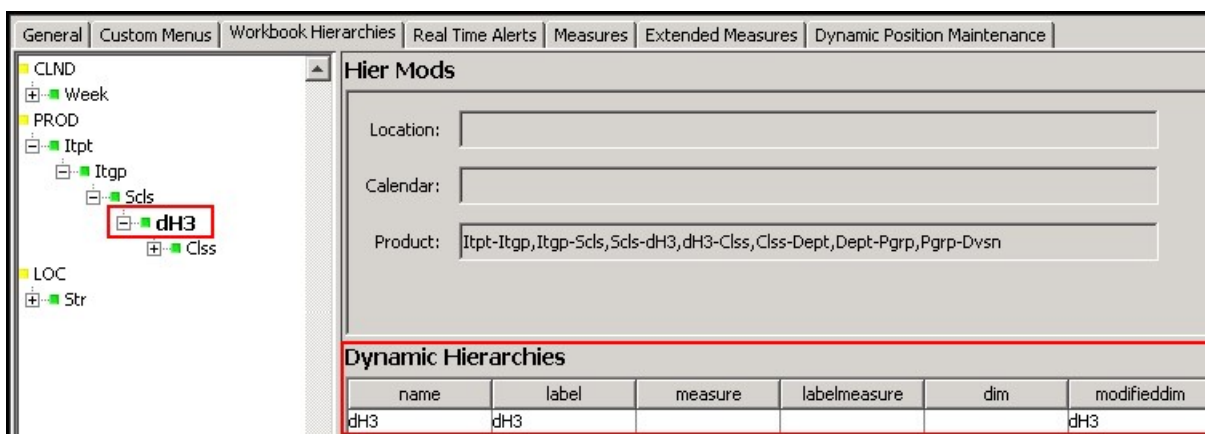 General Custom Menus Workbook Hierarchies Real Time Alerts Measures Extended Measures Dynamic Position Maintenance
CLND
Week
PROD
Itpt
Itgp
Scls
dH3
Clss
LOC
Str
Hier Mods
Location:
Calendar:
Product: Itpt-Itgp,Itgp-Scls,Scls-dH3,dH3-Clss,Clss-Dept,Dept-Pgrp,Pgrp-Dvsn
Dynamic Hierarchies
name label measure labelmeasure dim modifieddim
dH3 dH3 dH3